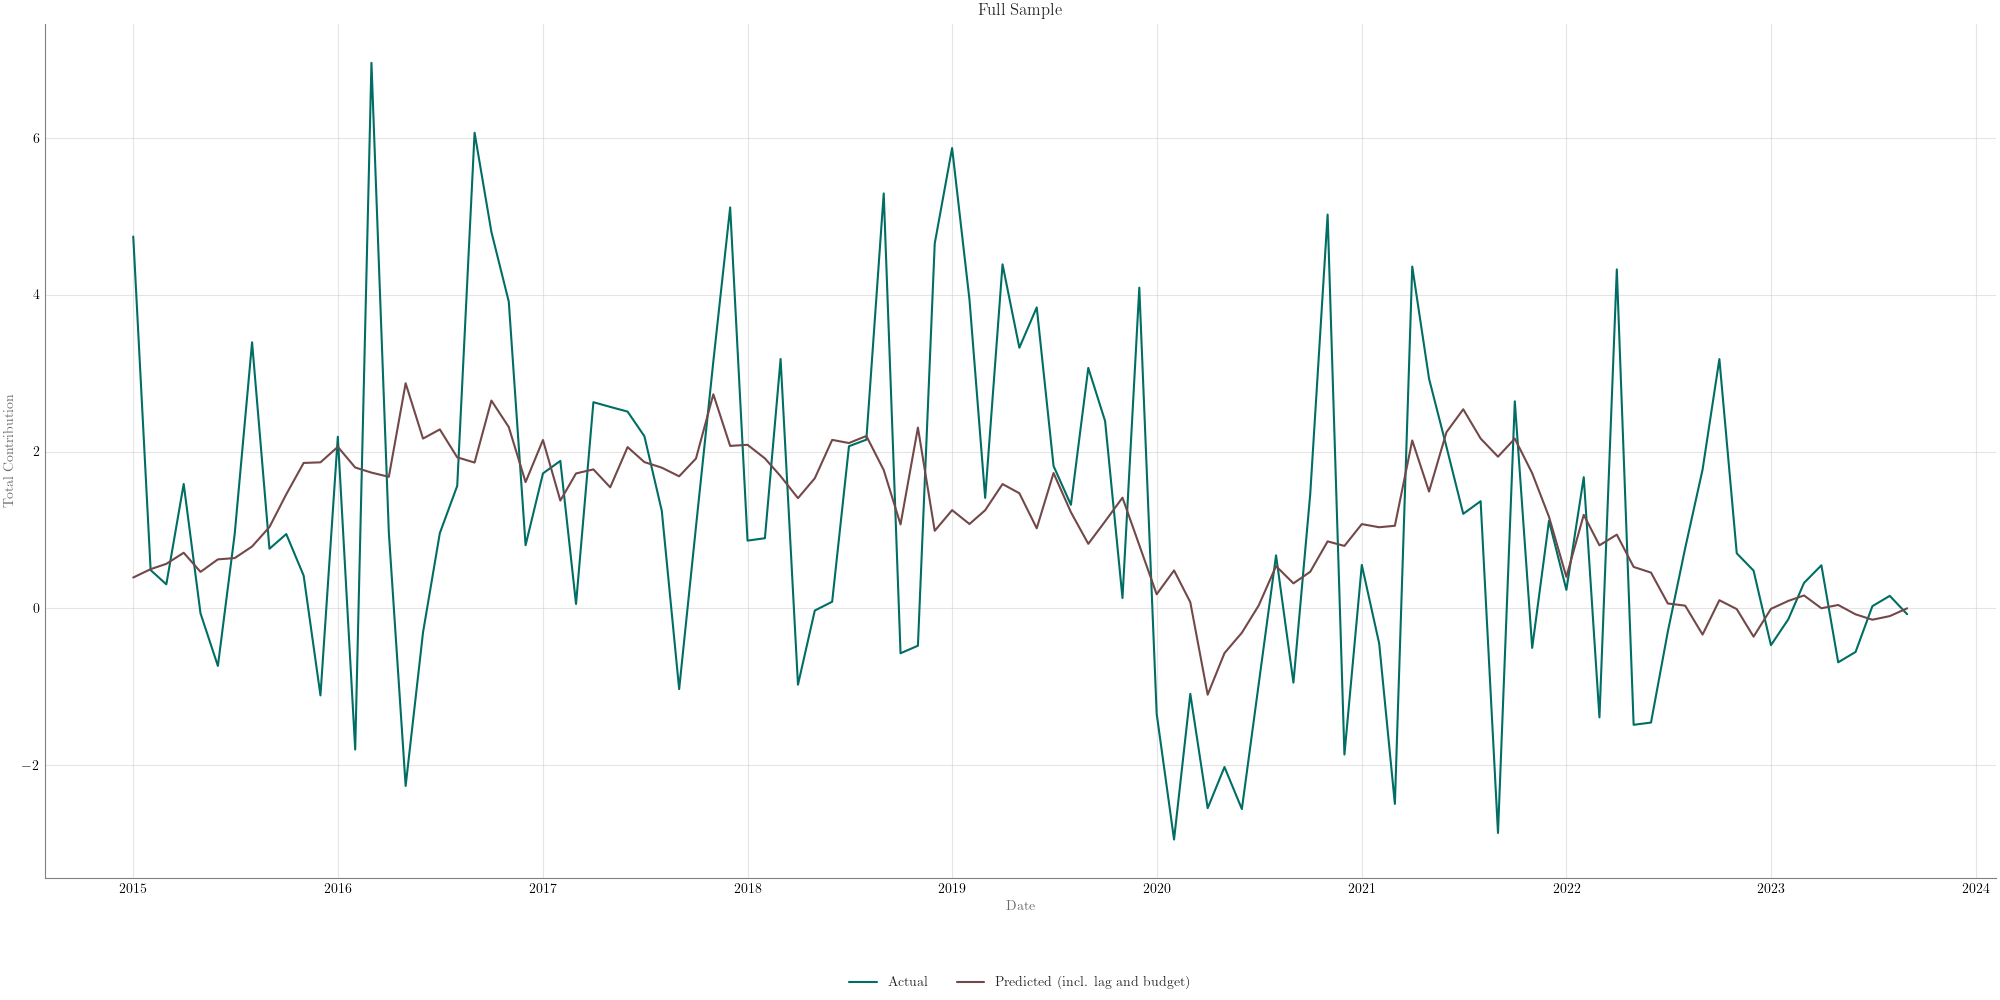 Full Sample
Total Contribution
6
4
2
0
−2
2015 2016 2017 2018 2019 2020 2021 2022 2023 2024
Date
Actual Predicted (incl. lag and budget)